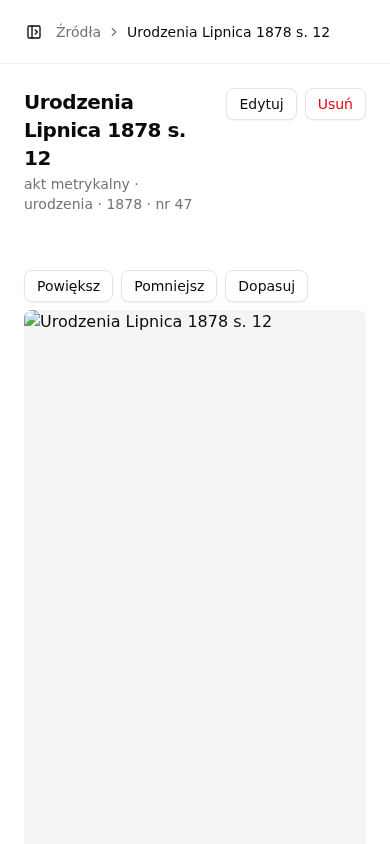 Źródła > Urodzenia Lipnica 1878 s. 12
Urodzenia
Lipnica 1878 s.
12
Edytuj
Usuń
akt metrykalny ·
urodzenia · 1878 · nr 47
Powiększ
Pomniejsz
Dopasuj
Urodzenia Lipnica 1878 s. 12